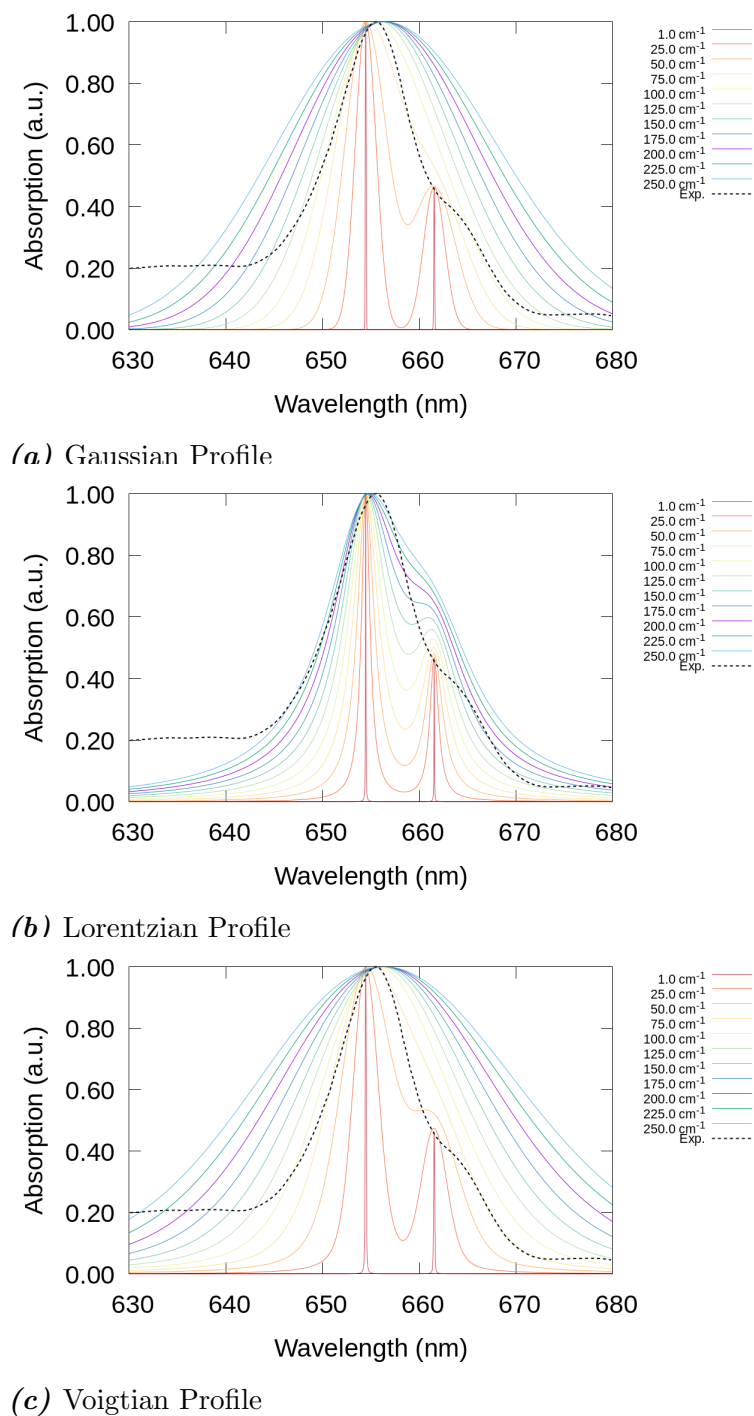 1.00
0.80
0.60
0.40
0.20
0.00
Absorption (a.u.)
630 640 650 660 670 680
Wavelength (nm)
1.0 cm⁻¹
25.0 cm⁻¹
50.0 cm⁻¹
75.0 cm⁻¹
100.0 cm⁻¹
125.0 cm⁻¹
150.0 cm⁻¹
175.0 cm⁻¹
200.0 cm⁻¹
225.0 cm⁻¹
250.0 cm⁻¹
Exp.
(a) Gaussian Profile
1.00
0.80
0.60
0.40
0.20
0.00
Absorption (a.u.)
630 640 650 660 670 680
Wavelength (nm)
1.0 cm⁻¹
25.0 cm⁻¹
50.0 cm⁻¹
75.0 cm⁻¹
100.0 cm⁻¹
125.0 cm⁻¹
150.0 cm⁻¹
175.0 cm⁻¹
200.0 cm⁻¹
225.0 cm⁻¹
250.0 cm⁻¹
Exp.
(b) Lorentzian Profile
1.00
0.80
0.60
0.40
0.20
0.00
Absorption (a.u.)
630 640 650 660 670 680
Wavelength (nm)
1.0 cm⁻¹
25.0 cm⁻¹
50.0 cm⁻¹
75.0 cm⁻¹
100.0 cm⁻¹
125.0 cm⁻¹
150.0 cm⁻¹
175.0 cm⁻¹
200.0 cm⁻¹
225.0 cm⁻¹
250.0 cm⁻¹
Exp.
(c) Voigtian Profile